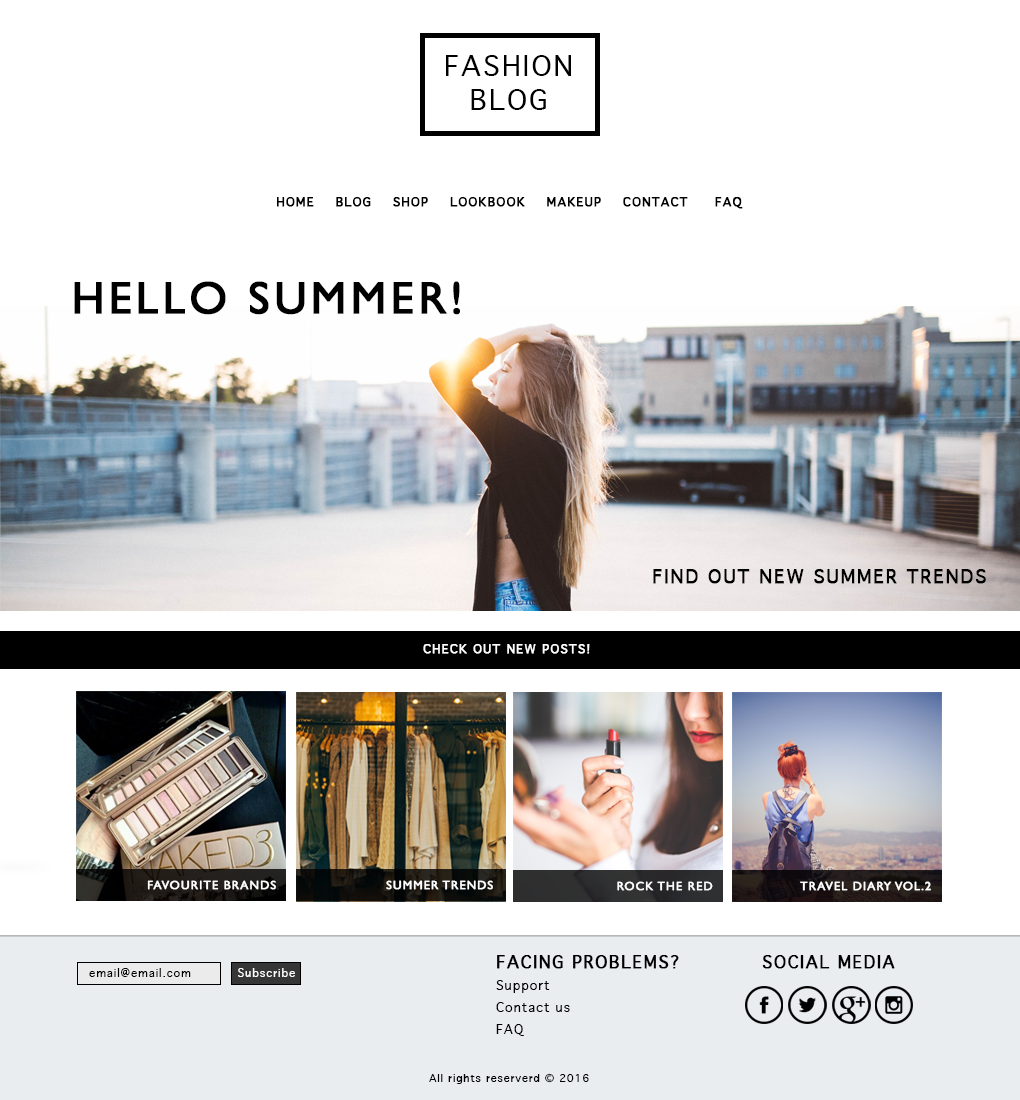 FASHION
BLOG
HOME BLOG SHOP LOOKBOOK MAKEUP CONTACT FAQ
HELLO SUMMER!
FIND OUT NEW SUMMER TRENDS
CHECK OUT NEW POSTS!
NAKED3
FAVOURITE BRANDS
SUMMER TRENDS
ROCK THE RED
TRAVEL DIARY VOL.2
email@email.com Subscribe
FACING PROBLEMS?
Support
Contact us
FAQ
SOCIAL MEDIA
f g+
All rights reserverd © 2016